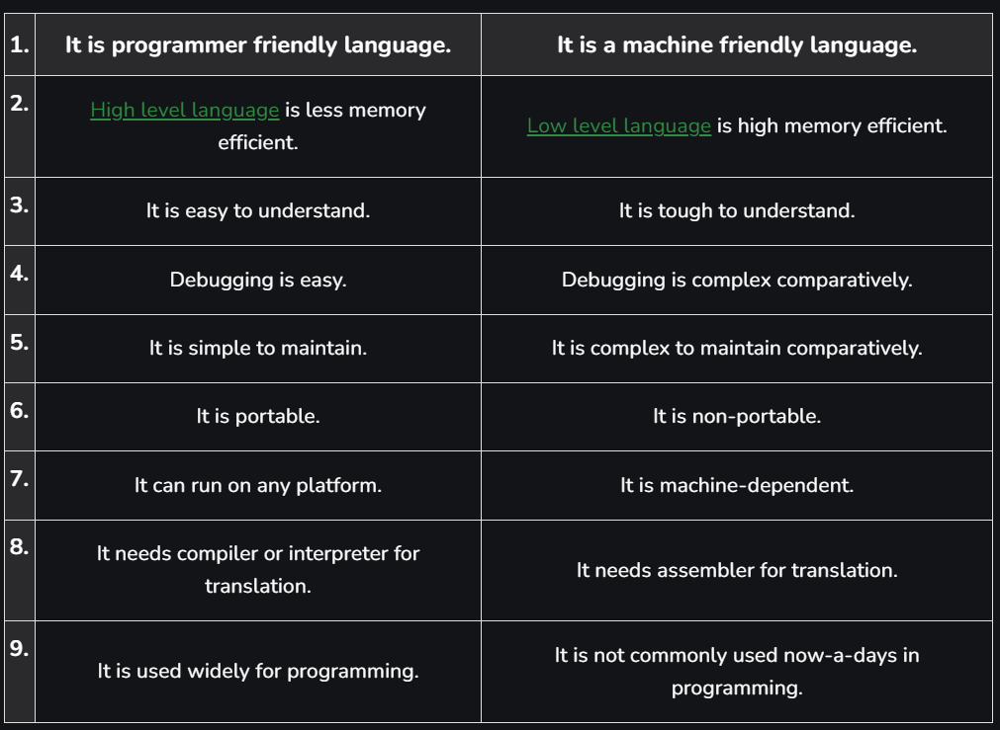 1. It is programmer friendly language. It is a machine friendly language.
2. High level language is less memory
efficient. Low level language is high memory efficient.
3. It is easy to understand. It is tough to understand.
4. Debugging is easy. Debugging is complex comparatively.
5. It is simple to maintain. It is complex to maintain comparatively.
6. It is portable. It is non-portable.
7. It can run on any platform. It is machine-dependent.
8. It needs compiler or interpreter for
translation. It needs assembler for translation.
9. It is used widely for programming. It is not commonly used now-a-days in
programming.